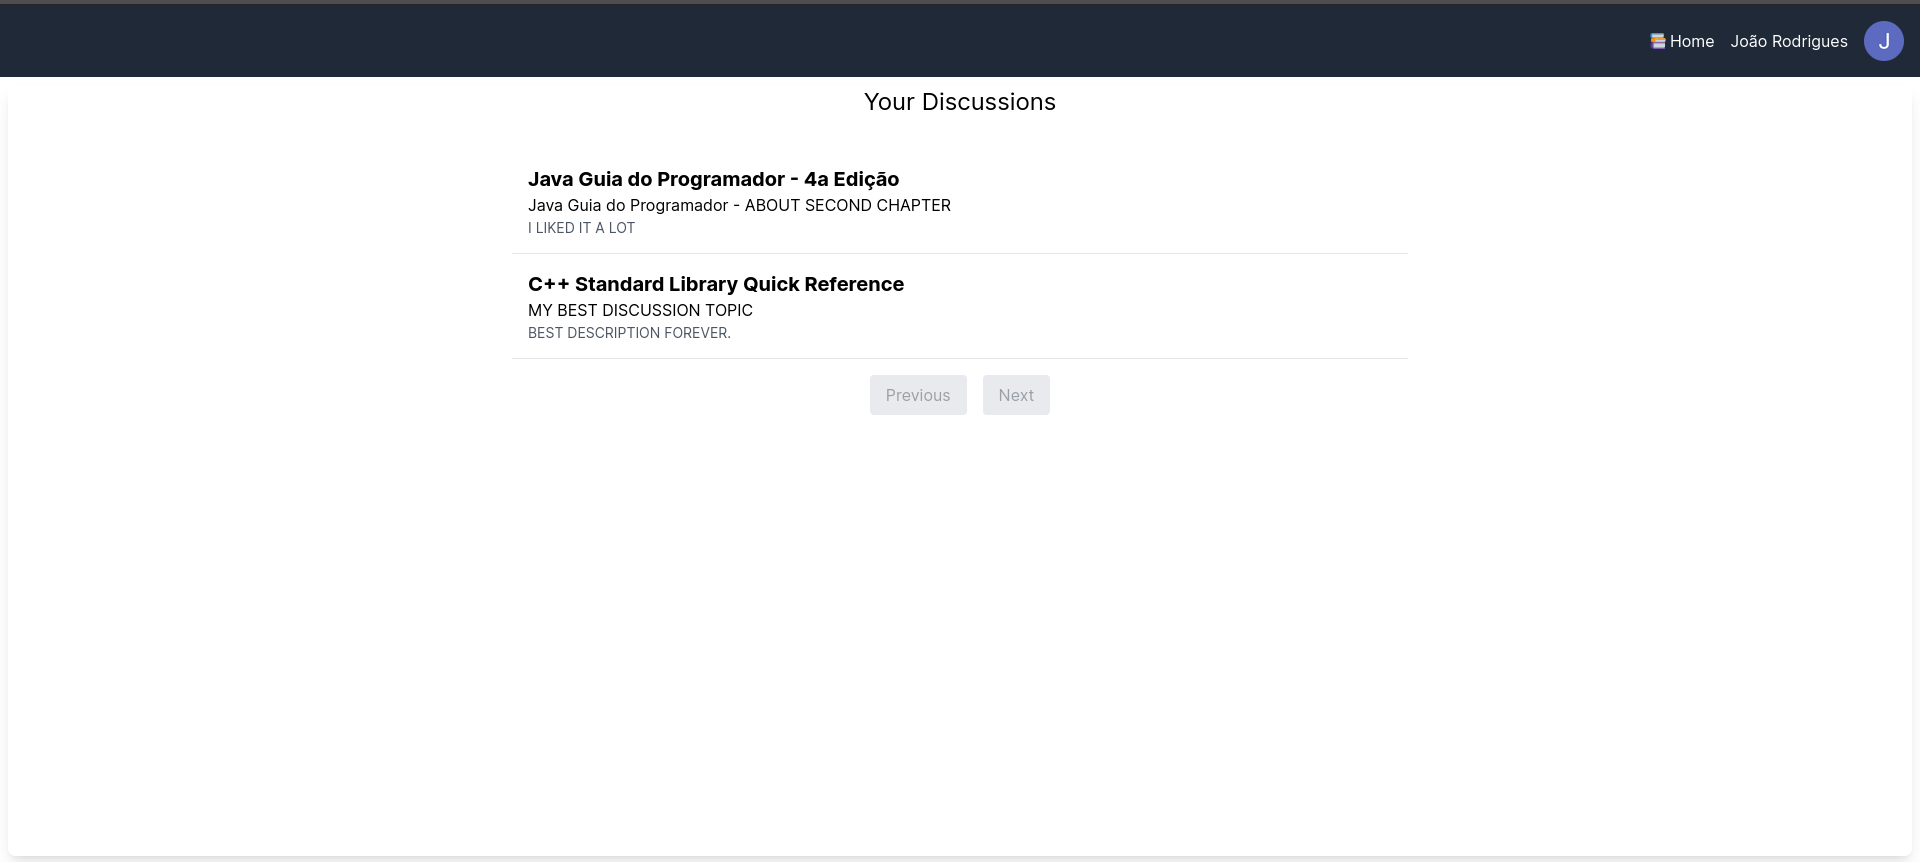 Home João Rodrigues J
Your Discussions
Java Guia do Programador - 4a Edição
Java Guia do Programador - ABOUT SECOND CHAPTER
I LIKED IT A LOT
C++ Standard Library Quick Reference
MY BEST DISCUSSION TOPIC
BEST DESCRIPTION FOREVER.
Previous Next